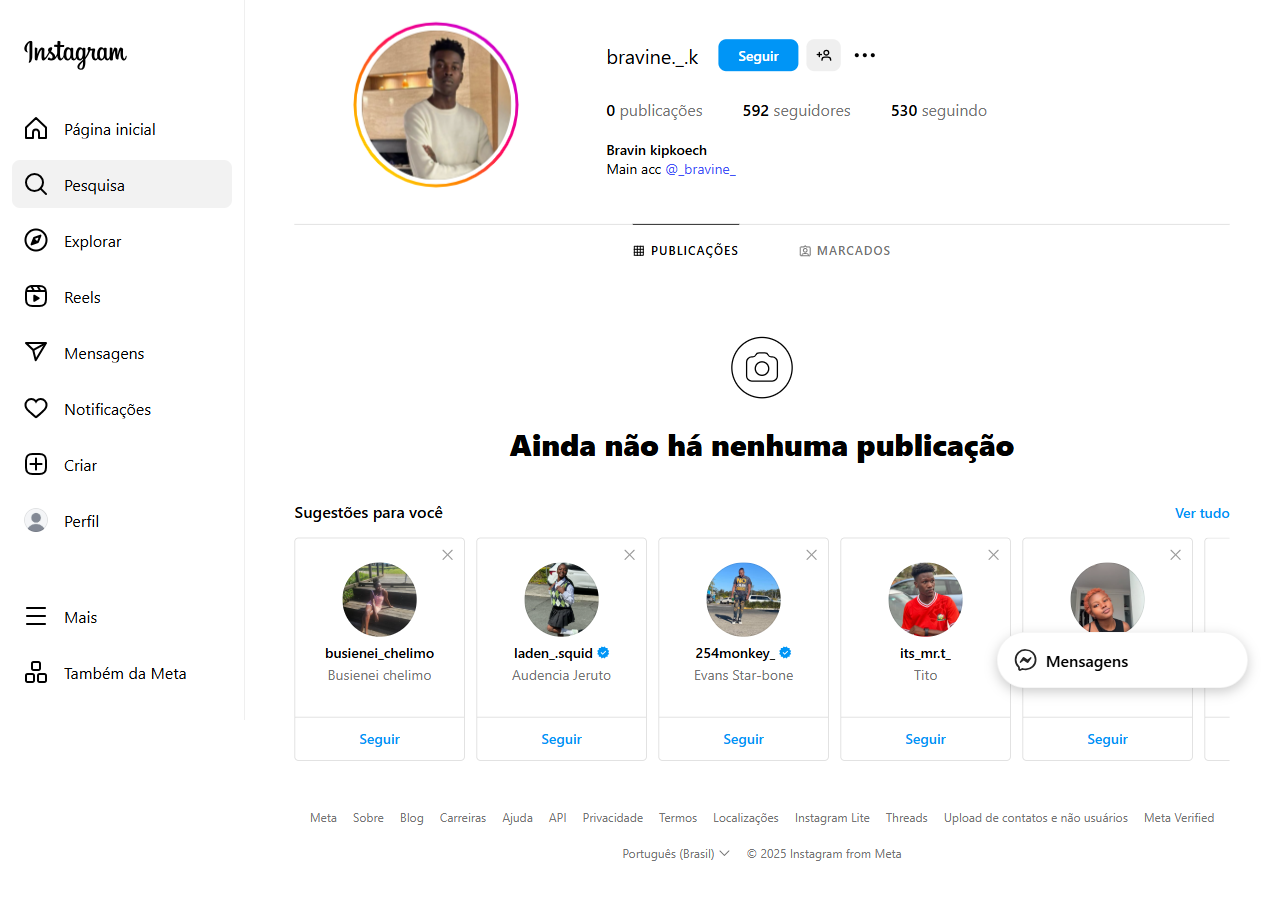 Instagram
Página inicial
Pesquisa
Explorar
Reels
Mensagens
Notificações
Criar
Perfil
Mais
Também da Meta
bravine._.k Seguir
0 publicações 592 seguidores 530 seguindo
Bravin kipkoech
Main acc @_bravine_
PUBLICAÇÕES MARCADOS
Ainda não há nenhuma publicação
Sugestões para você Ver tudo
busienei_chelimo laden_.squid 254monkey_ its_mr.t_
Busienei chelimo Audencia Jeruto Evans Star-bone Tito
Mensagens
Seguir Seguir Seguir Seguir Seguir
Meta Sobre Blog Carreiras Ajuda API Privacidade Termos Localizações Instagram Lite Threads Upload de contatos e não usuários Meta Verified
Português (Brasil) © 2025 Instagram from Meta